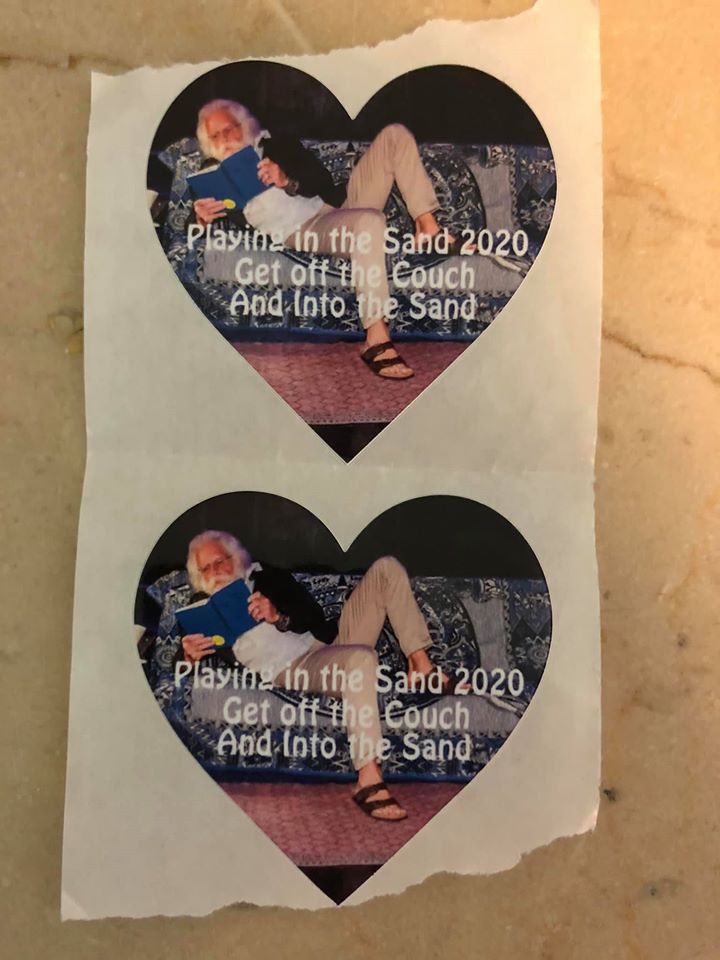 Playing in the Sand 2020
Get off the Couch
And Into the Sand
Playing in the Sand 2020
Get off the Couch
And Into the Sand